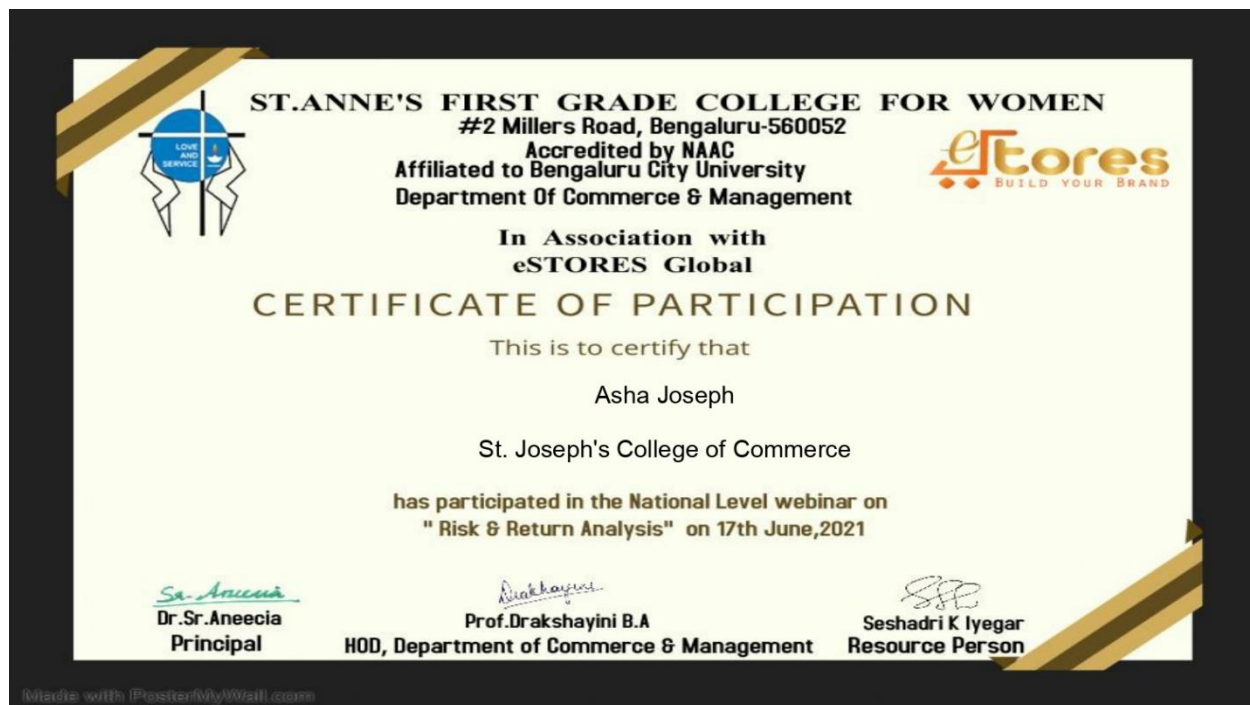 ST.ANNE'S FIRST GRADE COLLEGE FOR WOMEN
#2 Millers Road, Bengaluru-560052
Accredited by NAAC
Affiliated to Bengaluru City University
Department Of Commerce & Management
LOVE
AND
SERVICE
eStores
BUILD YOUR BRAND
In Association with
eSTORES Global
CERTIFICATE OF PARTICIPATION
This is to certify that
Asha Joseph
St. Joseph's College of Commerce
has participated in the National Level webinar on
" Risk & Return Analysis" on 17th June,2021
Sr. Aneecia
Drakhayini
Dr.Sr.Aneecia
Prof.Drakshayini B.A
Seshadri K Iyegar
Principal
HOD, Department of Commerce & Management
Resource Person
Made with PosterMyWall.com